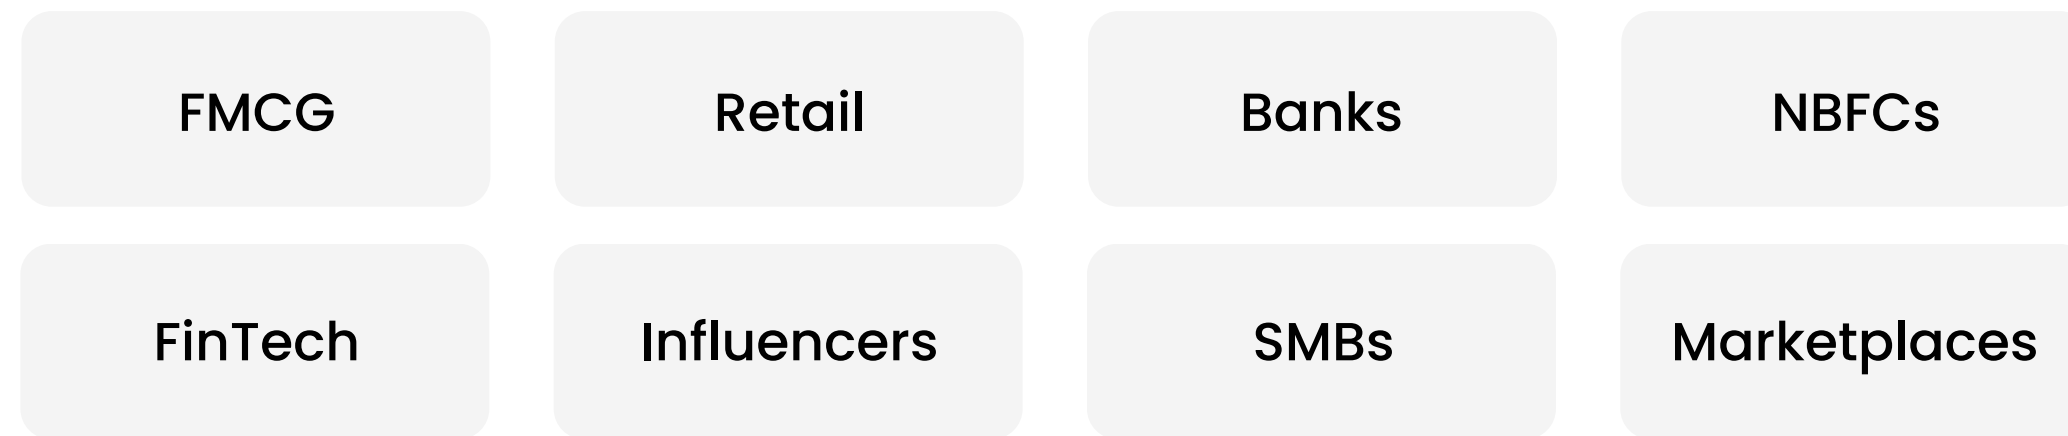 FMCG
Retail
Banks
NBFCs
FinTech
Influencers
SMBs
Marketplaces